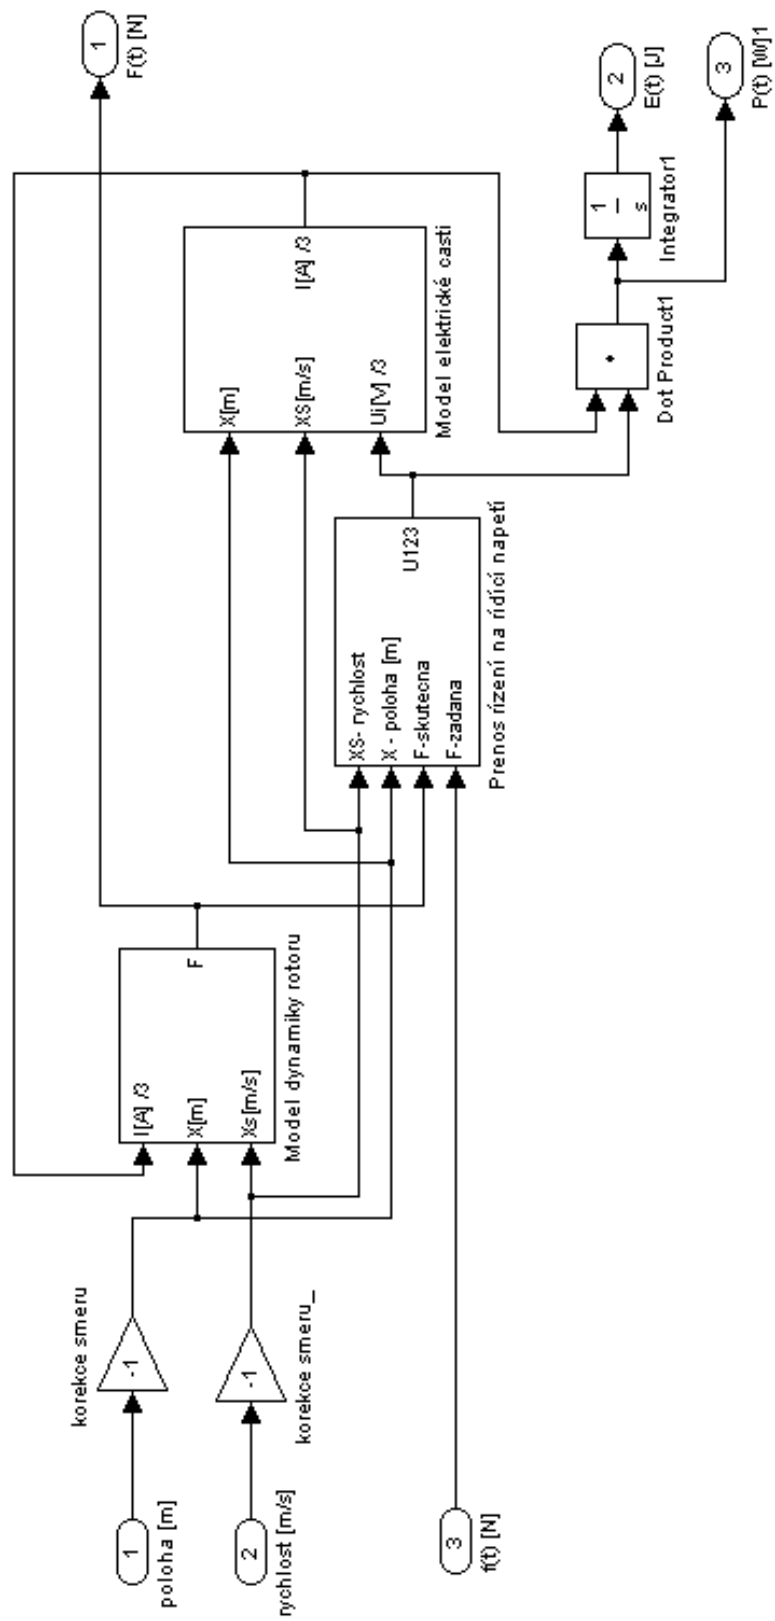 1
poloha [m]
-1
korekce smeru
2
rychlost [m/s]
-1
korekce smeru_
3
f(t) [N]
I[A] /3
X[m]
Xs[m/s]
F
Model dynamiky rotoru
XS- rychlost
X - poloha [m]
F-skutecna
F-zadana
U123
Prenos rízení na rídící napetí
X[m]
XS[m/s]
Ui[V] /3
I[A] /3
Model elektrické casti
Dot Product1
1
s
Integrator1
1
F(t) [N]
2
E(t) [J]
3
P(t) [W]1